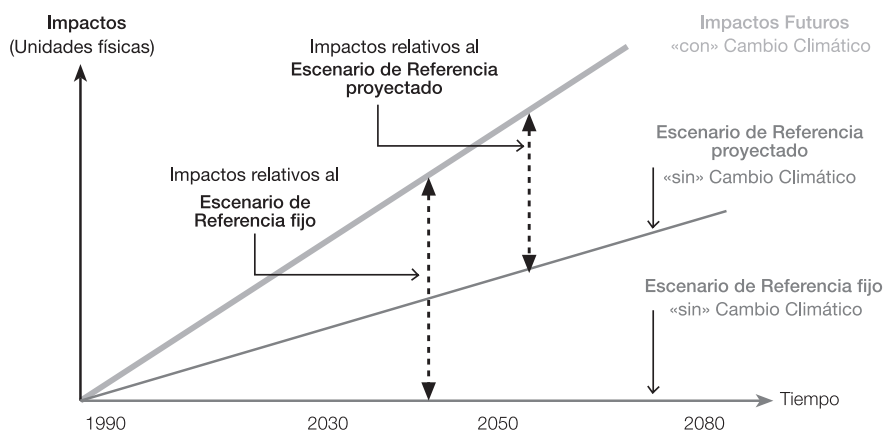 Impactos
(Unidades físicas)
Impactos relativos al
Escenario de Referencia
proyectado
Impactos Futuros
«con» Cambio Climático
Escenario de Referencia
proyectado
«sin» Cambio Climático
Impactos relativos al
Escenario de
Referencia fijo
Escenario de Referencia fijo
«sin» Cambio Climático
Tiempo
1990
2030
2050
2080